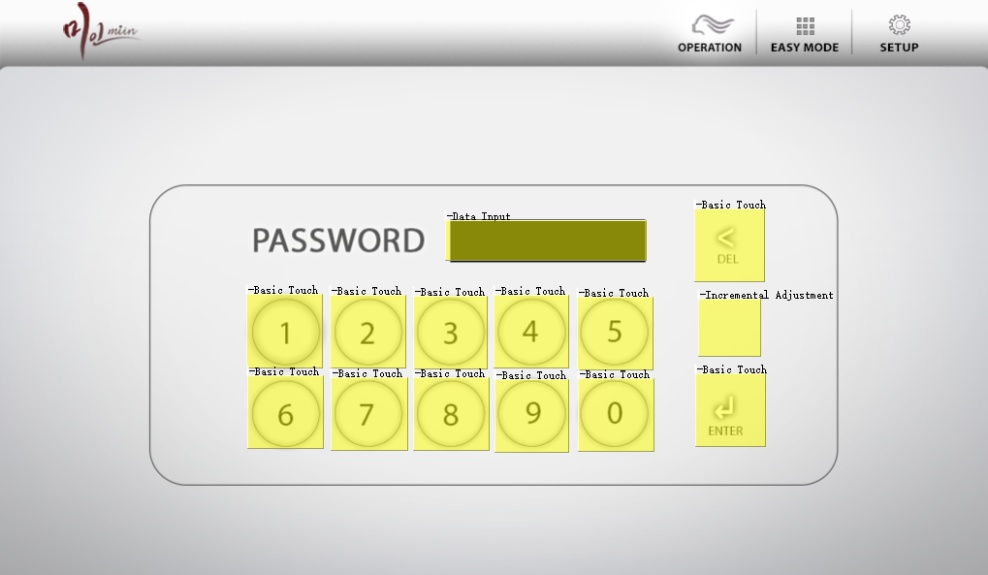 미인 miin
OPERATION
EASY MODE
SETUP
-Basic Touch
-Data Input
PASSWORD
<
DEL
-Basic Touch
-Basic Touch
-Basic Touch
-Basic Touch
-Basic Touch
-Incremental Adjustment
1
2
3
4
5
-Basic Touch
-Basic Touch
-Basic Touch
-Basic Touch
-Basic Touch
-Basic Touch
6
7
8
9
0
ENTER